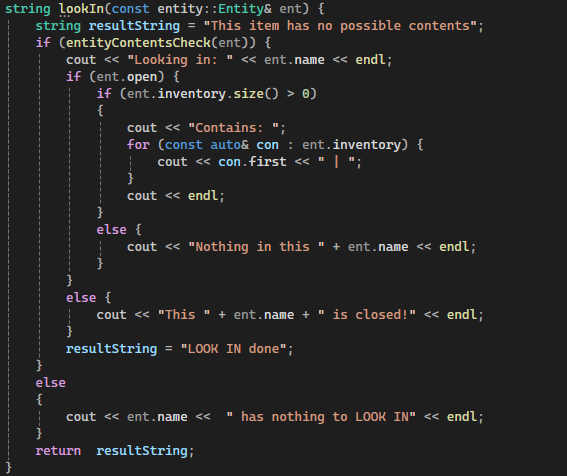 string lookIn(const entity::Entity& ent) {
    string resultString = "This item has no possible contents";
    if (entityContentsCheck(ent)) {
        cout << "Looking in: " << ent.name << endl;
        if (ent.open) {
            if (ent.inventory.size() > 0)
            {
                cout << "Contains: ";
                for (const auto& con : ent.inventory) {
                    cout << con.first << " | ";
                }
                cout << endl;
            }
            else {
                cout << "Nothing in this " + ent.name << endl;
            }
        }
        else {
            cout << "This " + ent.name + " is closed!" << endl;
        }
        resultString = "LOOK IN done";
    }
    else
    {
        cout << ent.name <<  " has nothing to LOOK IN" << endl;
    }
    return  resultString;
}